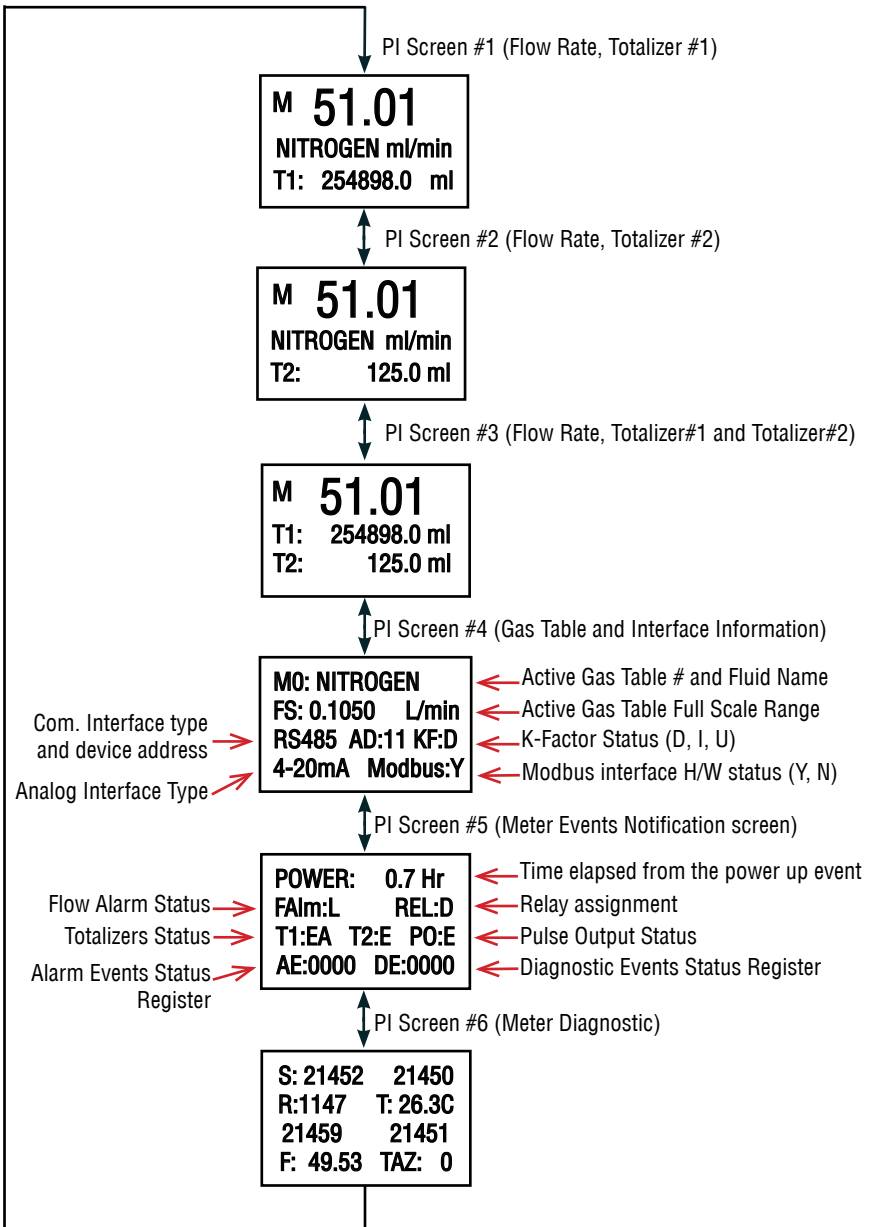 PI Screen #1 (Flow Rate, Totalizer #1)
M 51.01
NITROGEN ml/min
T1: 254898.0 ml
PI Screen #2 (Flow Rate, Totalizer #2)
M 51.01
NITROGEN ml/min
T2: 125.0 ml
PI Screen #3 (Flow Rate, Totalizer#1 and Totalizer#2)
M 51.01
T1: 254898.0 ml
T2: 125.0 ml
PI Screen #4 (Gas Table and Interface Information)
M0: NITROGEN
FS: 0.1050 L/min
RS485 AD:11 KF:D
4-20mA Modbus:Y
Com. Interface type
and device address
Analog Interface Type
Active Gas Table # and Fluid Name
Active Gas Table Full Scale Range
K-Factor Status (D, I, U)
Modbus interface H/W status (Y, N)
PI Screen #5 (Meter Events Notification screen)
POWER: 0.7 Hr
FAlm:L REL:D
T1:EA T2:E PO:E
AE:0000 DE:0000
Flow Alarm Status
Totalizers Status
Alarm Events Status
Register
Time elapsed from the power up event
Relay assignment
Pulse Output Status
Diagnostic Events Status Register
PI Screen #6 (Meter Diagnostic)
S: 21452 21450
R:1147 T: 26.3C
21459 21451
F: 49.53 TAZ: 0